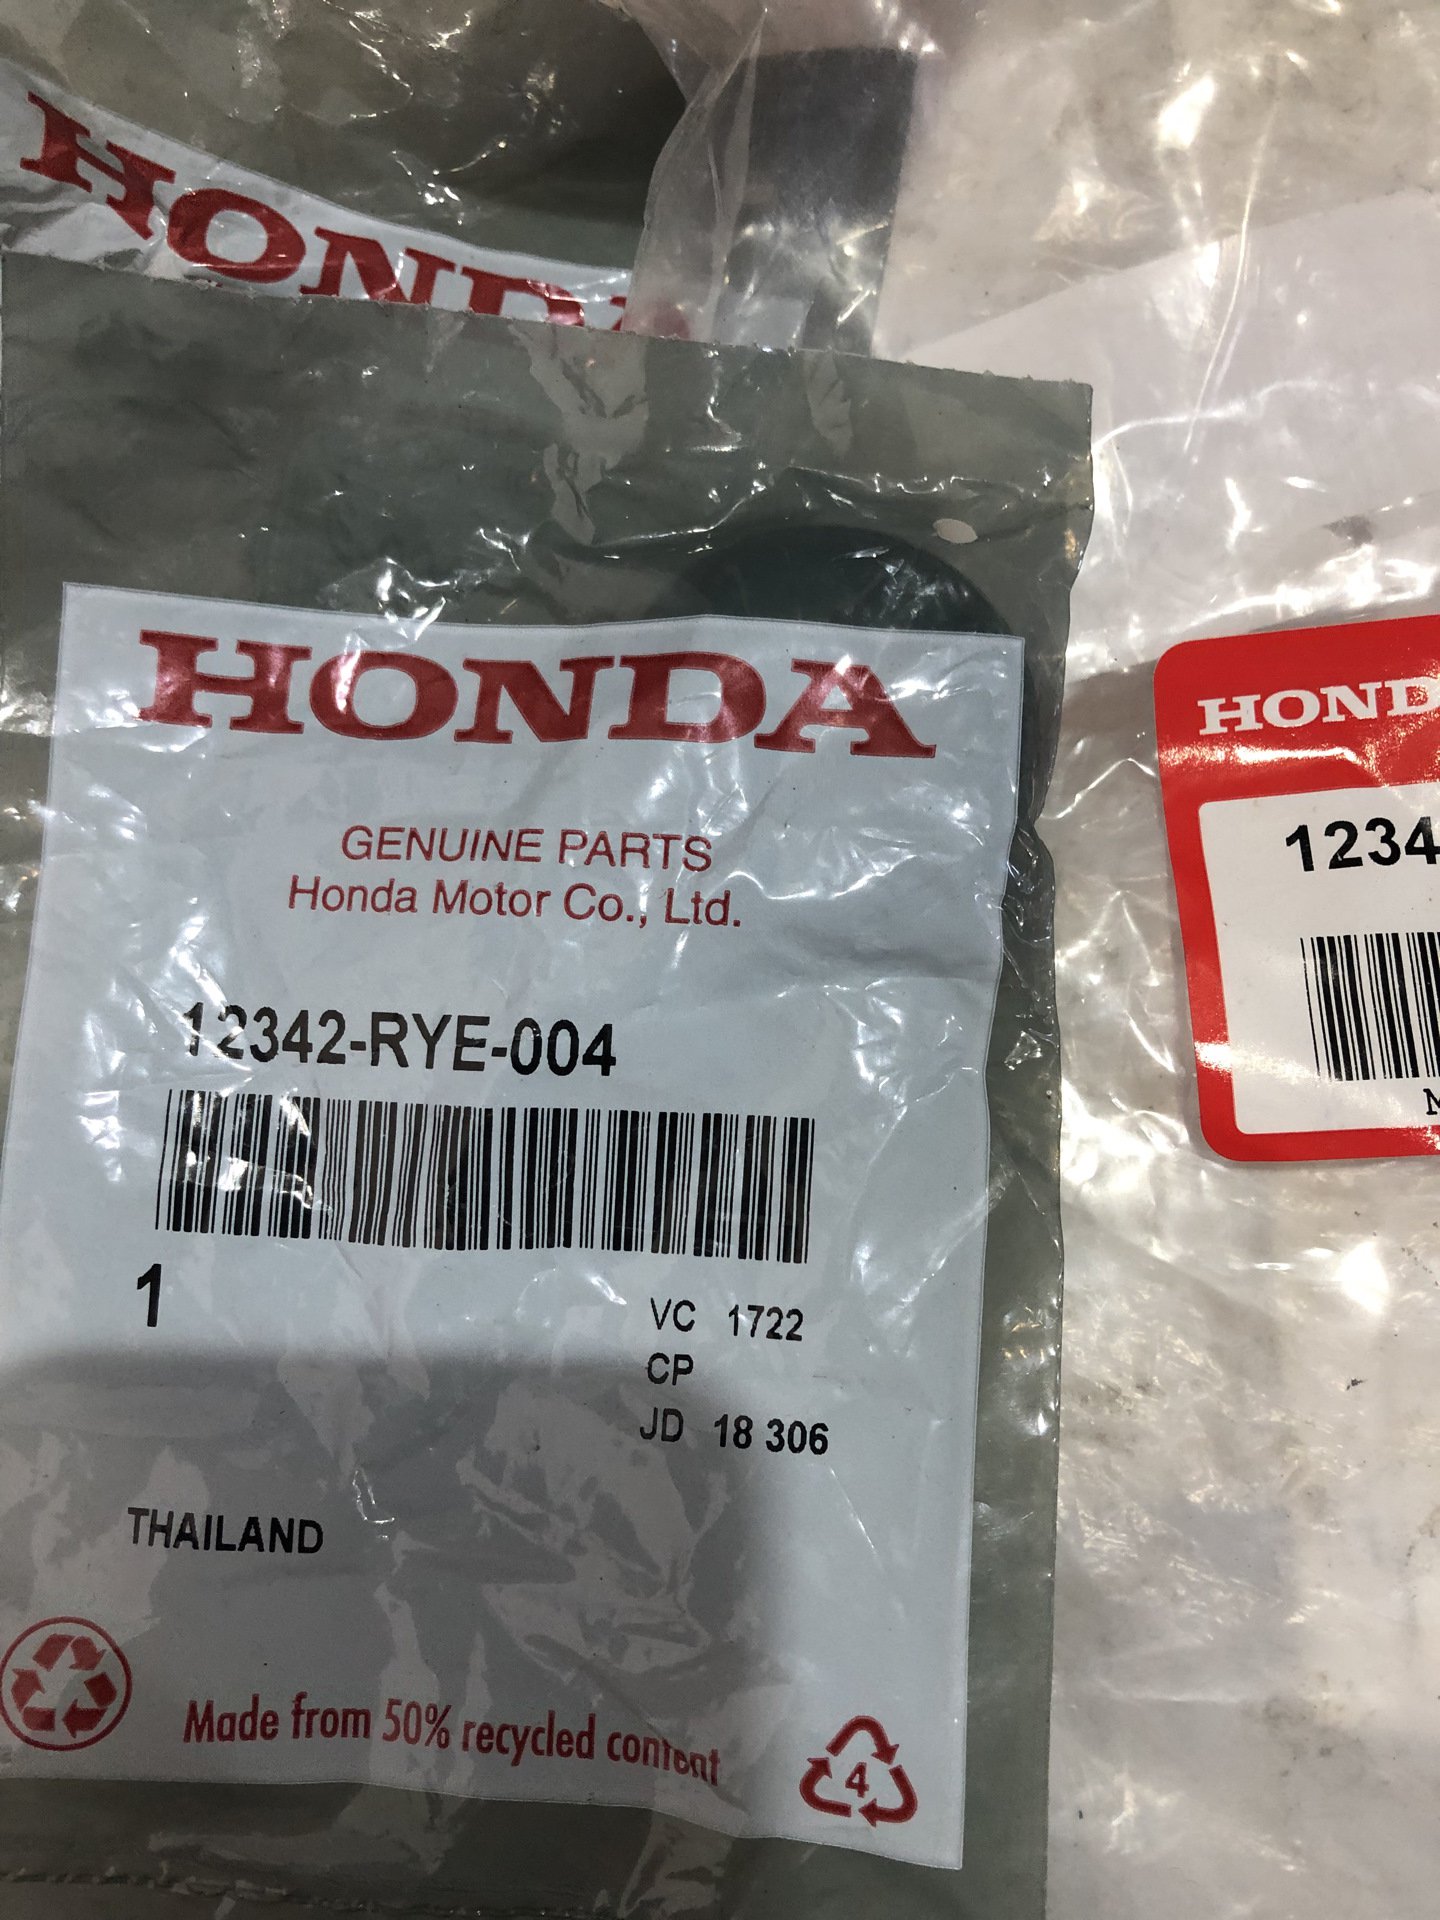 HONDA
HONDA
GENUINE PARTS
Honda Motor Co., Ltd.
12342-RYE-004
1
VC 1722
CP
JD 18 306
THAILAND
Made from 50% recycled content
4
HOND
1234
M